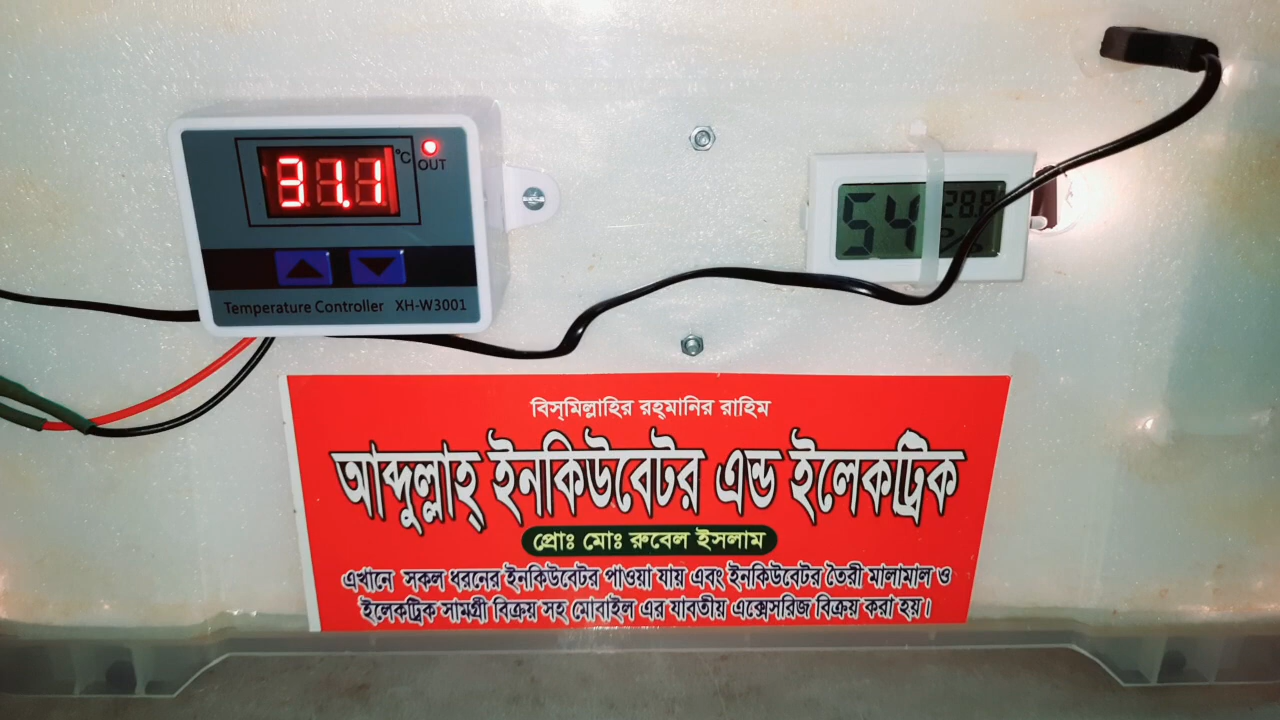 31.1 °C OUT
Temperature Controller XH-W3001
54 28.8
বিস্‌মিল্লাহির রহ্‌মানির রাহিম
আব্দুল্লাহ্ ইনকিউবেটর এন্ড ইলেকট্রিক
প্রোঃ মোঃ রুবেল ইসলাম
এখানে সকল ধরনের ইনকিউবেটর পাওয়া যায় এবং ইনকিউবেটর তৈরী মালামাল ও
ইলেকট্রিক সামগ্রী বিক্রয় সহ মোবাইল এর যাবতীয় এক্সেসরিজ বিক্রয় করা হয়।